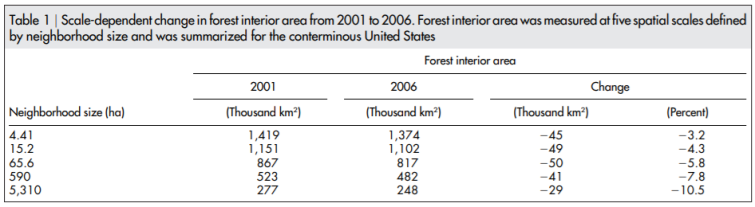 Table 1 | Scale-dependent change in forest interior area from 2001 to 2006. Forest interior area was measured at five spatial scales defined
by neighborhood size and was summarized for the conterminous United States
Forest interior area
2001 2006 Change
Neighborhood size (ha) (Thousand km²) (Thousand km²) (Thousand km²) (Percent)
4.41 1,419 1,374 −45 −3.2
15.2 1,151 1,102 −49 −4.3
65.6 867 817 −50 −5.8
590 523 482 −41 −7.8
5,310 277 248 −29 −10.5